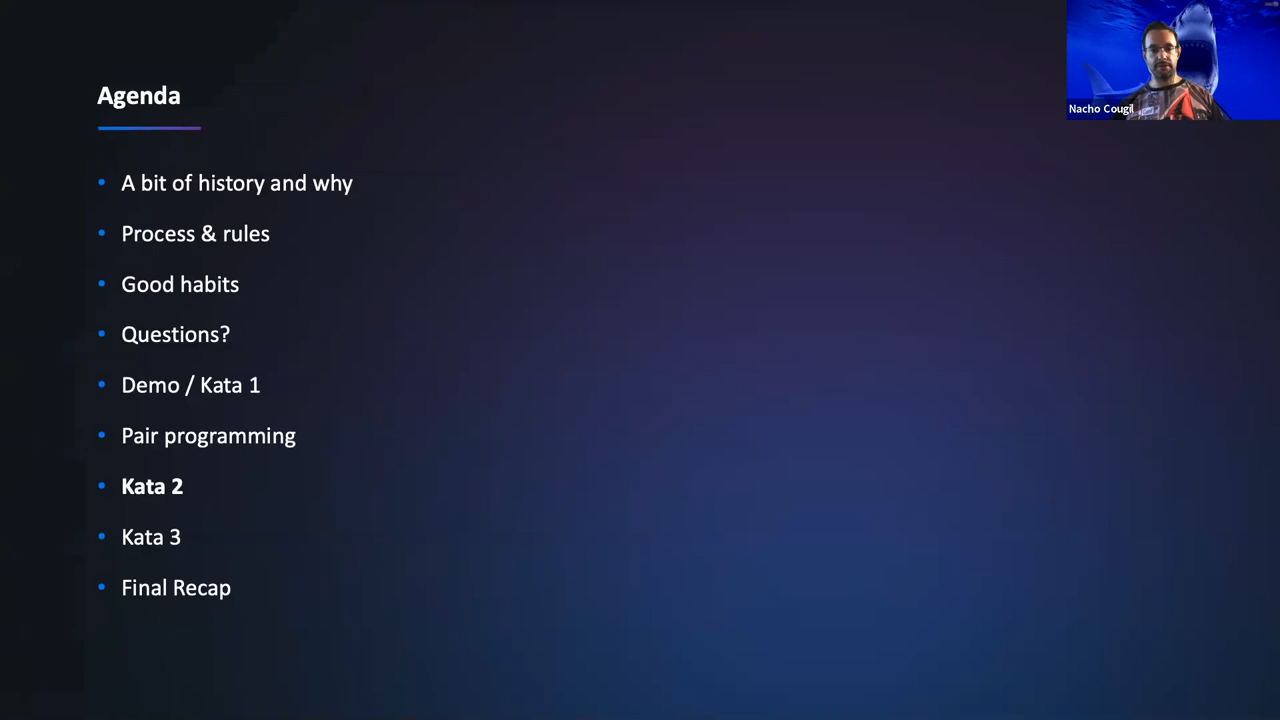 Agenda
A bit of history and why
Process & rules
Good habits
Questions?
Demo / Kata 1
Pair programming
Kata 2
Kata 3
Final Recap
Nacho Cougil